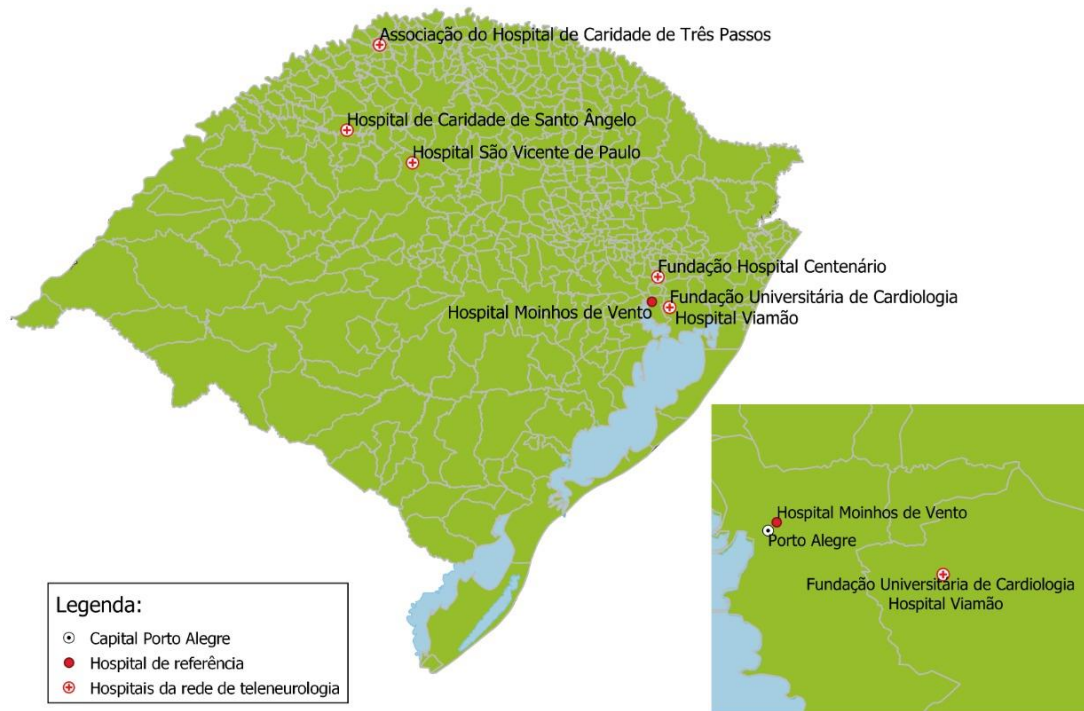 Associação do Hospital de Caridade de Três Passos
Hospital de Caridade de Santo Ângelo
Hospital São Vicente de Paulo
Fundação Hospital Centenário
Fundação Universitária de Cardiologia
Hospital Moinhos de Vento
Hospital Viamão
Hospital Moinhos de Vento
Porto Alegre
Fundação Universitária de Cardiologia
Hospital Viamão
Legenda:
Capital Porto Alegre
Hospital de referência
Hospitais da rede de teleneurologia